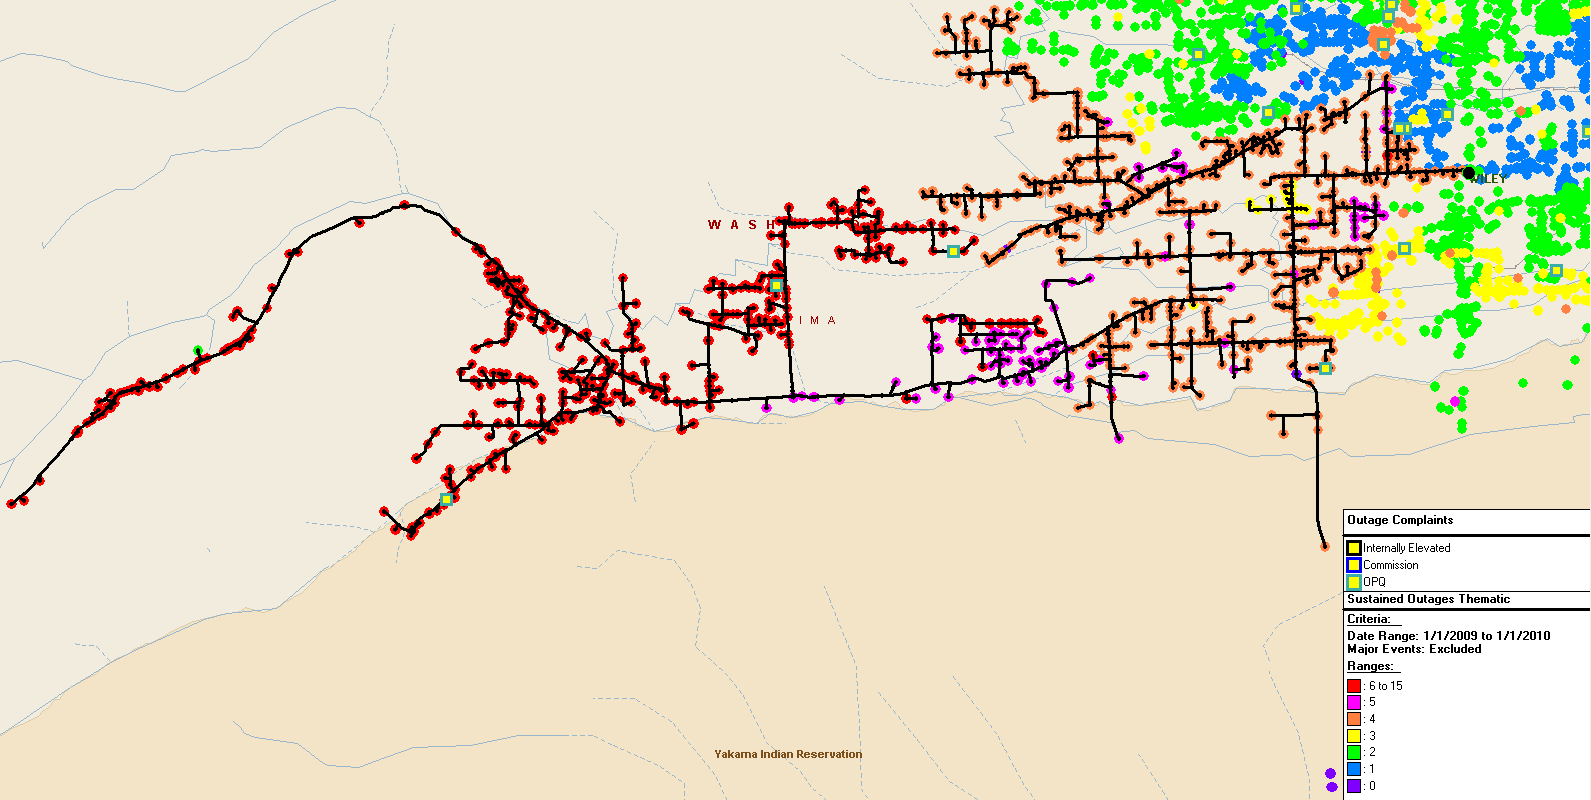 WILEY
W A S H
I M A
Yakama Indian Reservation
Outage Complaints
Internally Elevated
Commission
OPQ
Sustained Outages Thematic
Criteria:
Date Range: 1/1/2009 to 1/1/2010
Major Events: Excluded
Ranges:
: 6 to 15
: 5
: 4
: 3
: 2
: 1
: 0